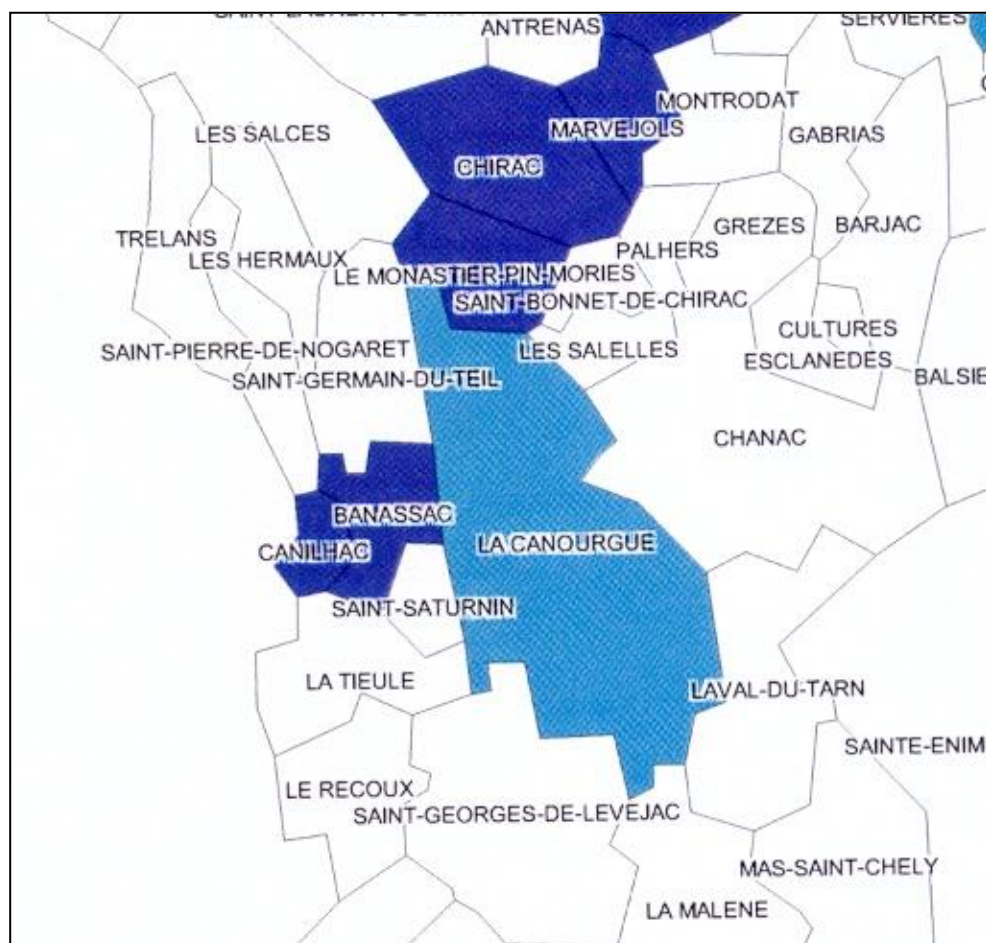 ANTRENAS
SERVIERES
MONTRODAT
LES SALCES
MARVEJOLS
GABRIAS
CHIRAC
GREZES
BARJAC
TRELANS
PALHERS
LES HERMAUX
LE MONASTIER-PIN-MORIES
SAINT-BONNET-DE-CHIRAC
CULTURES
SAINT-PIERRE-DE-NOGARET
LES SALELLES
ESCLANEDES
SAINT-GERMAIN-DU-TEIL
BALSIE
CHANAC
BANASSAC
LA CANOURGUE
CANILHAC
SAINT-SATURNIN
LA TIEULE
LAVAL-DU-TARN
SAINTE-ENIM
LE RECOUX
SAINT-GEORGES-DE-LEVEJAC
MAS-SAINT-CHELY
LA MALENE